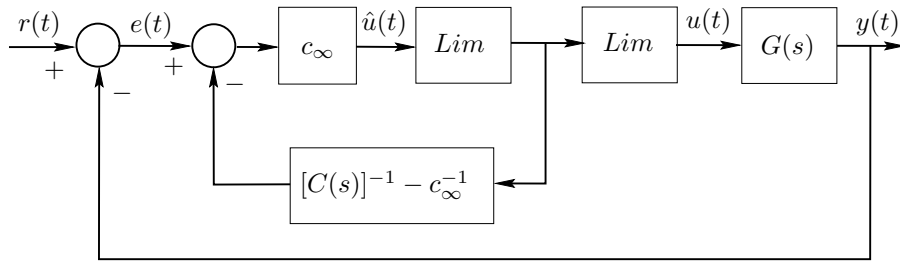 r(t) e(t) û(t) u(t) y(t)
c∞ Lim Lim G(s)
+ − + −
[C(s)]⁻¹ − c∞⁻¹